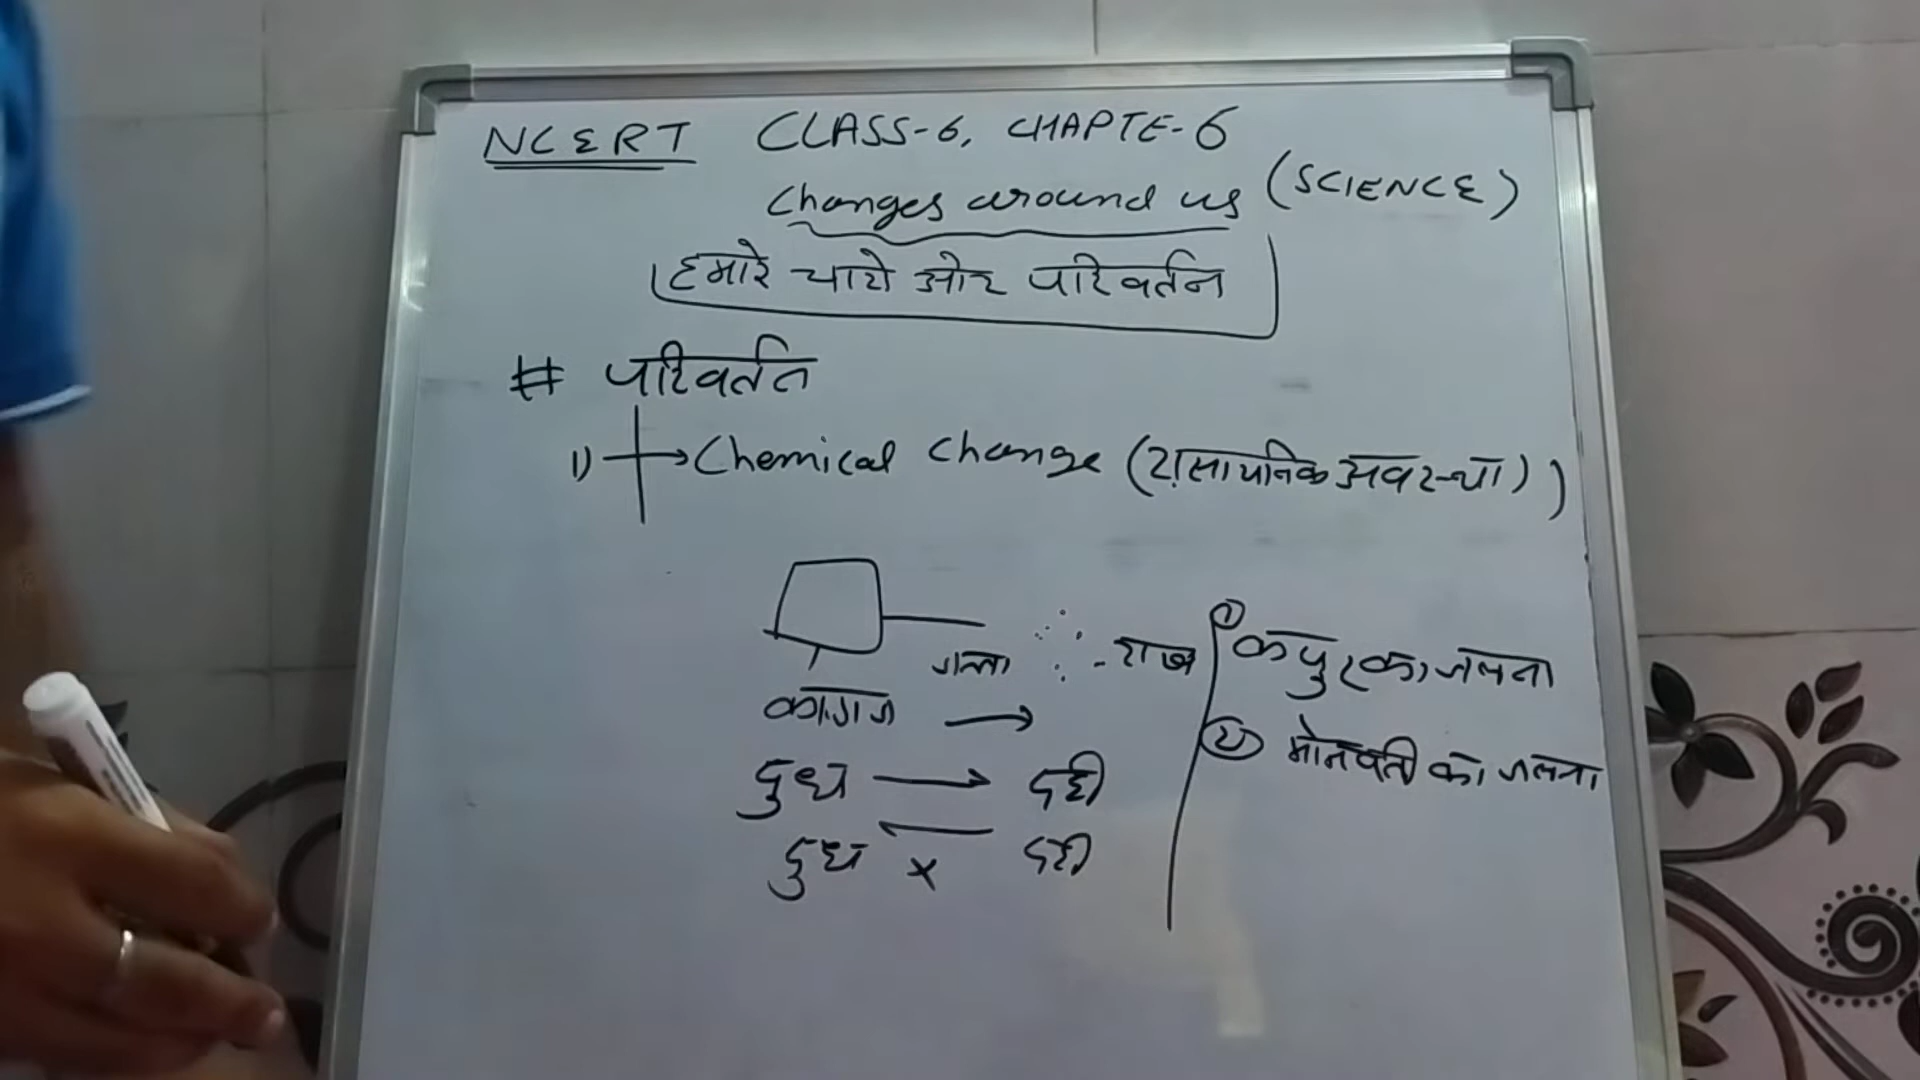 NCERT CLASS-6, CHAPTE-6
Changes around us (SCIENCE)
हमारे चारो ओर परिवर्तन
# परिवर्तन
1) → Chemical Change (रासायनिक अवस्था)
जलना राख
कागज →
दुध → दही
दुध ← x दही
① कपुर का जलना
② मोमबती का जलना